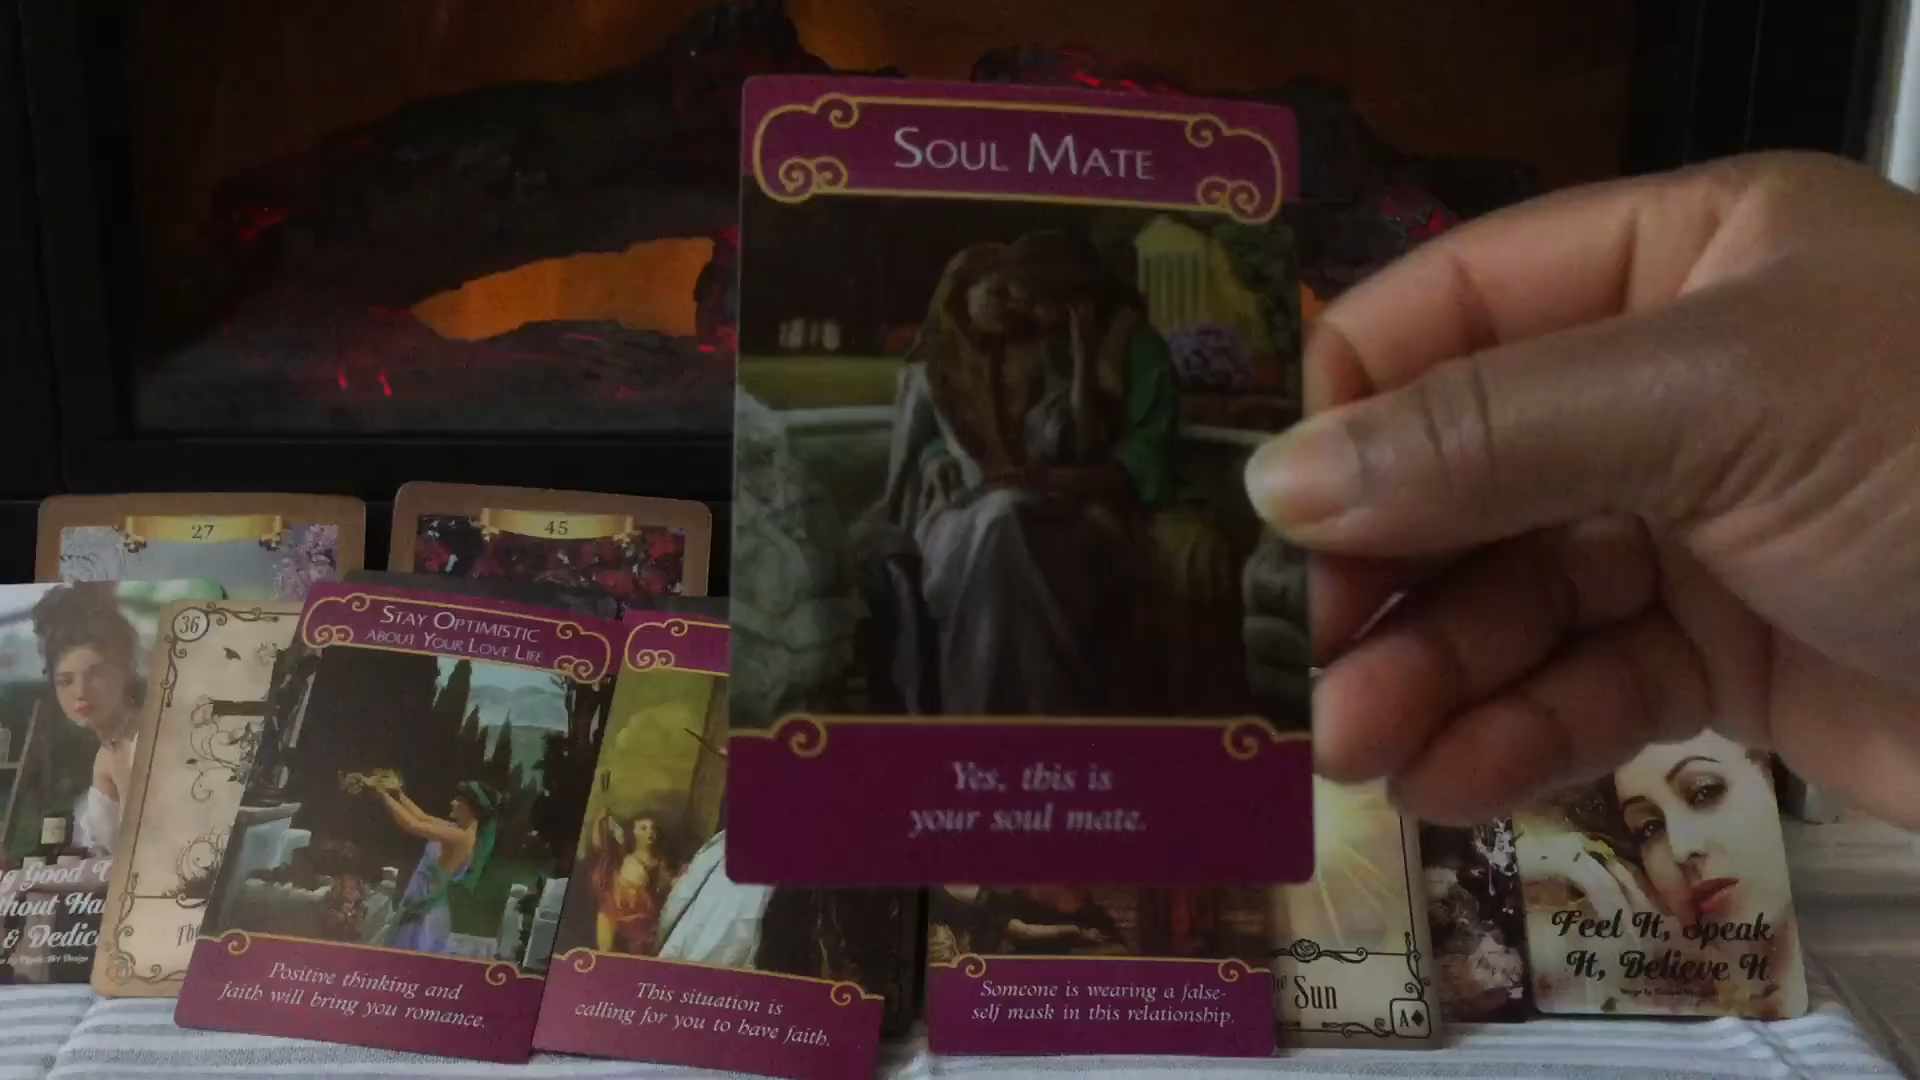 SOUL MATE
Yes, this is
your soul mate.
27
45
36
STAY OPTIMISTIC
ABOUT YOUR LOVE LIFE
Positive thinking and
faith will bring you romance.
This situation is
calling for you to have faith.
Someone is wearing a false-
self mask in this relationship.
Sun
A♦
Feel It, Speak
It, Believe It
Good
&